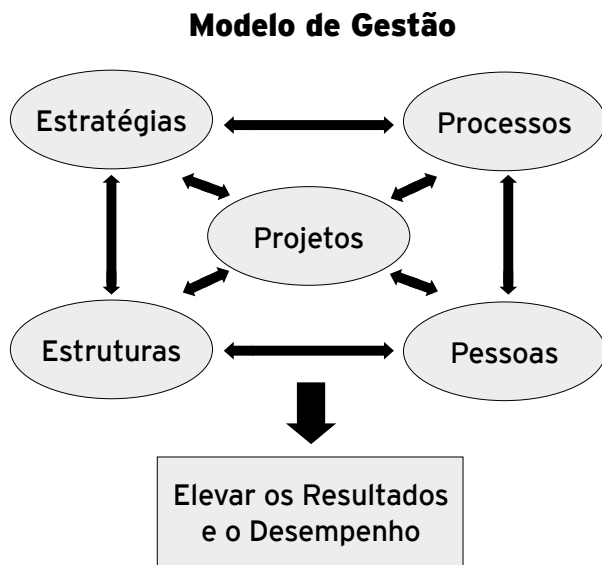 Modelo de Gestão
Estratégias
Processos
Projetos
Estruturas
Pessoas
Elevar os Resultados
e o Desempenho